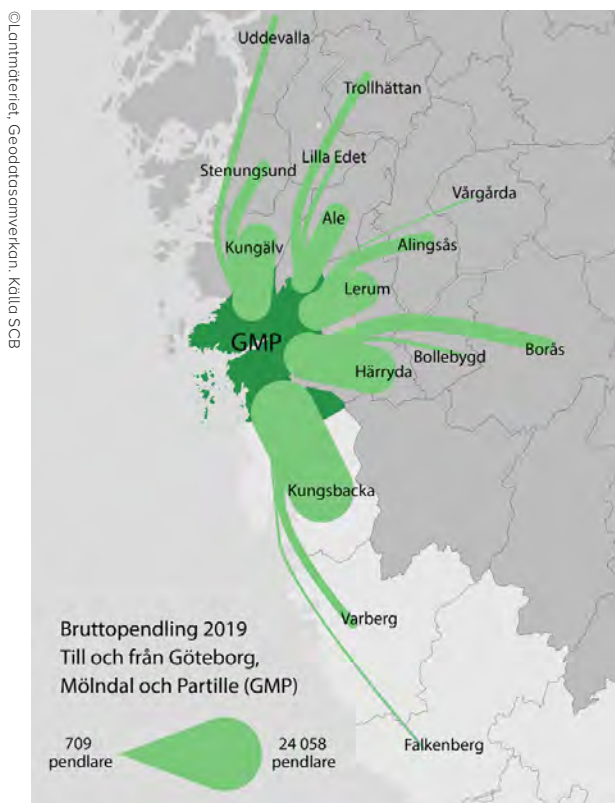 ©Lantmäteriet, Geodatasamverkan. Källa SCB
Uddevalla
Trollhättan
Lilla Edet
Stenungsund
Vårgårda
Ale
Kungälv
Alingsås
Lerum
GMP
Borås
Bollebygd
Härryda
Kungsbacka
Varberg
Bruttopendling 2019
Till och från Göteborg,
Mölndal och Partille (GMP)
Falkenberg
709
pendlare
24 058
pendlare